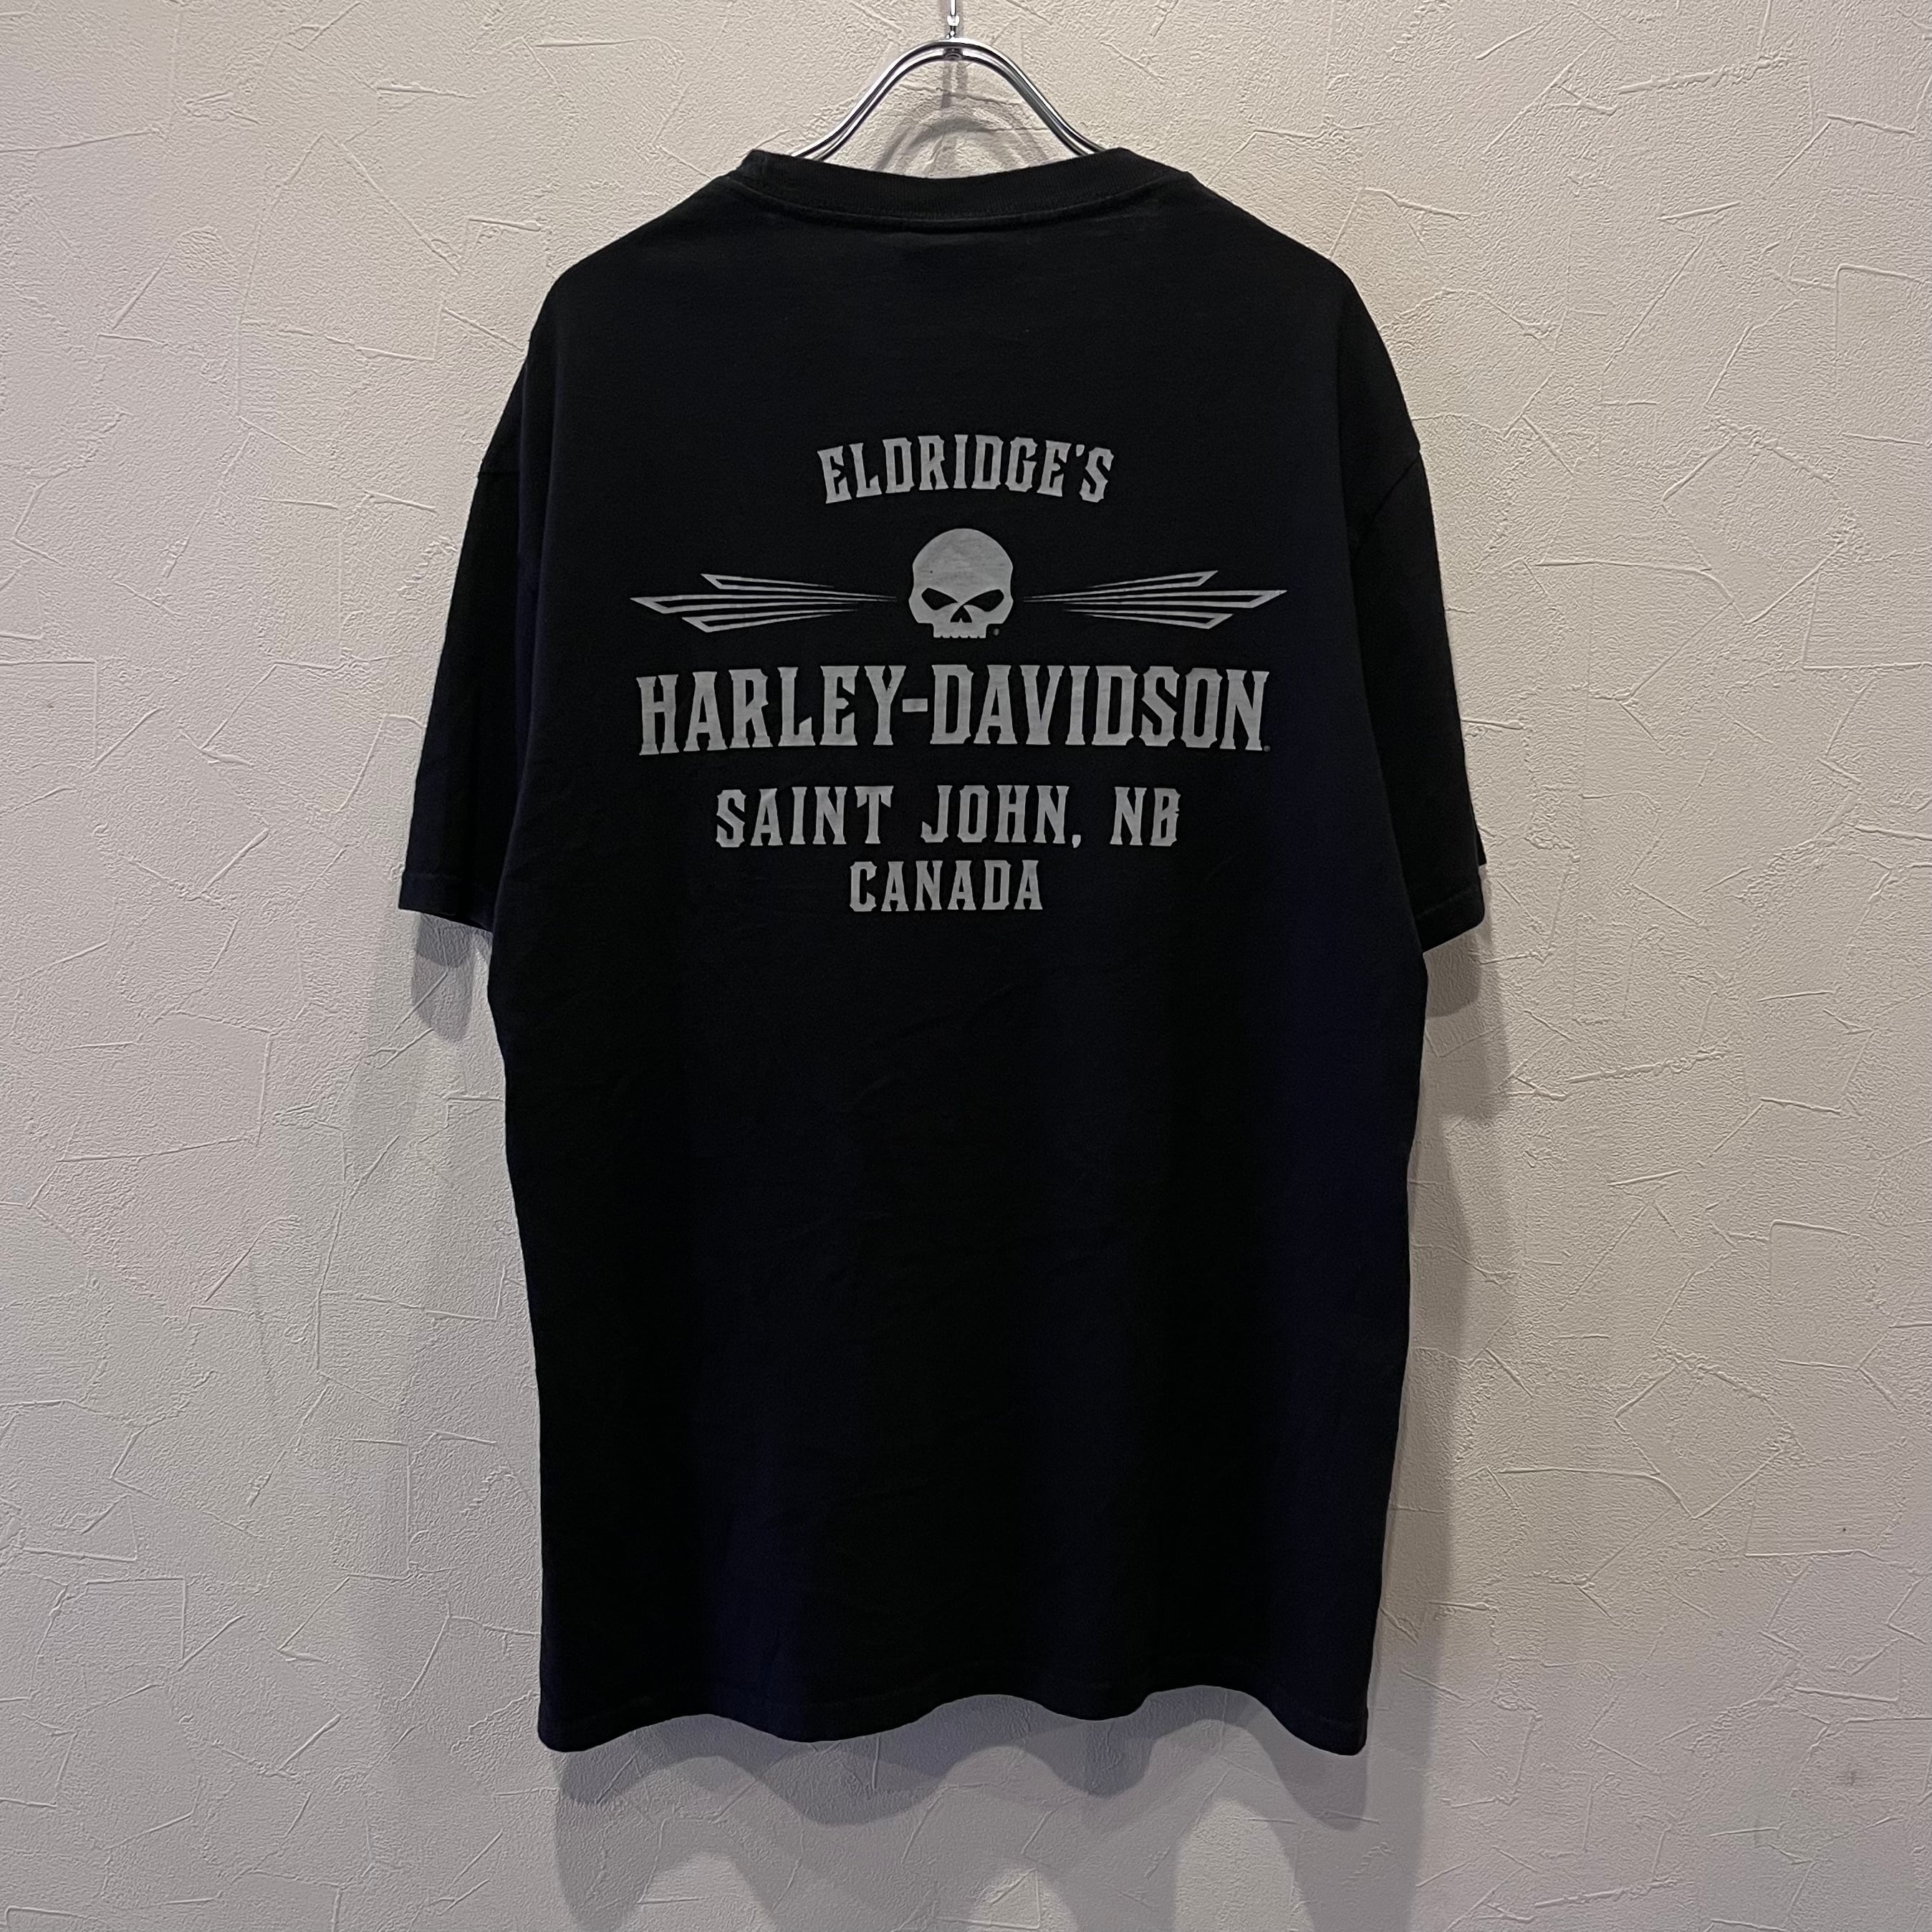 ELDRIDGE'S
HARLEY-DAVIDSON
SAINT JOHN, NB
CANADA